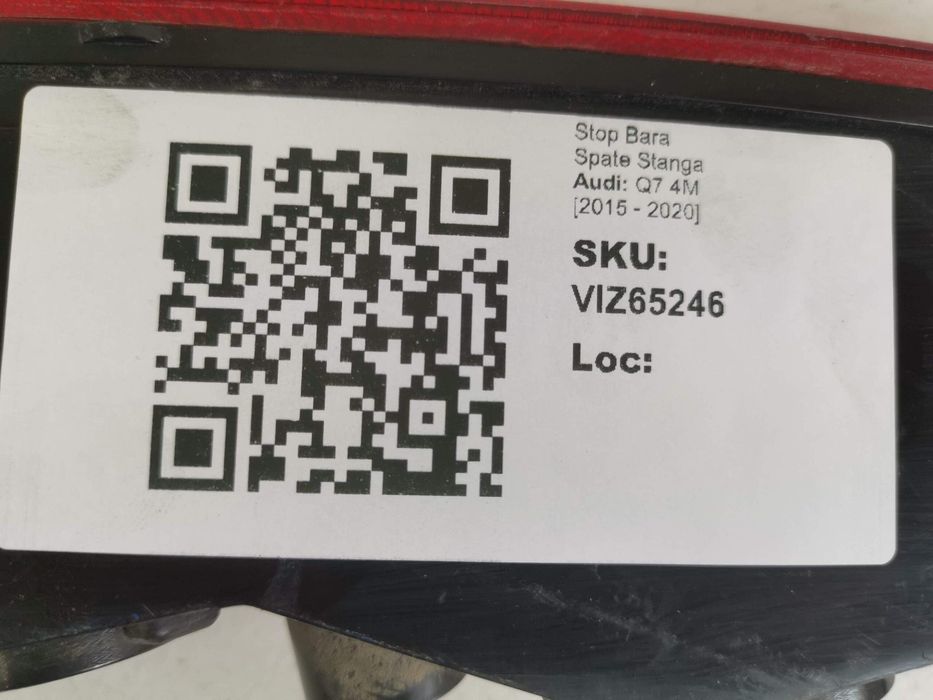 Stop Bara
Spate Stanga
Audi: Q7 4M
[2015 - 2020]
SKU:
VIZ65246
Loc: